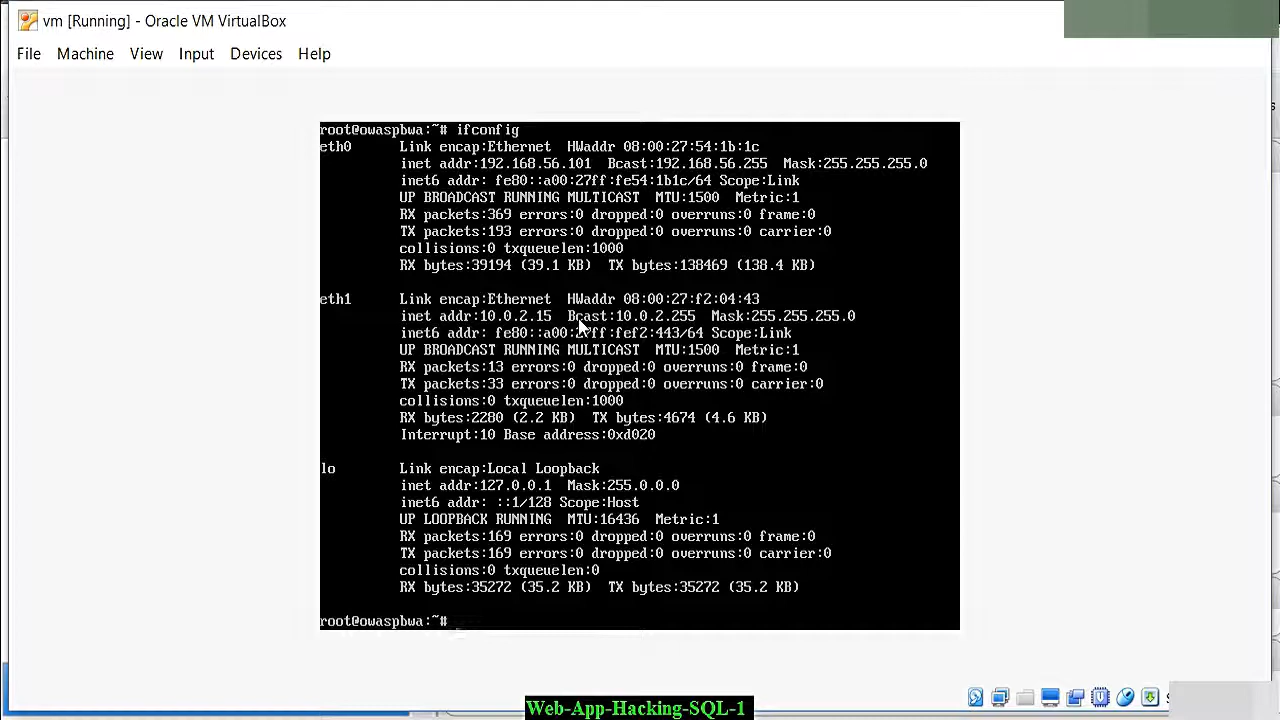 vm [Running] - Oracle VM VirtualBox
File Machine View Input Devices Help
root@owaspbwa:~# ifconfig
eth0 Link encap:Ethernet HWaddr 08:00:27:54:1b:1c
inet addr:192.168.56.101 Bcast:192.168.56.255 Mask:255.255.255.0
inet6 addr: fe80::a00:27ff:fe54:1b1c/64 Scope:Link
UP BROADCAST RUNNING MULTICAST MTU:1500 Metric:1
RX packets:369 errors:0 dropped:0 overruns:0 frame:0
TX packets:193 errors:0 dropped:0 overruns:0 carrier:0
collisions:0 txqueuelen:1000
RX bytes:39194 (39.1 KB) TX bytes:138469 (138.4 KB)
eth1 Link encap:Ethernet HWaddr 08:00:27:f2:04:43
inet addr:10.0.2.15 Bcast:10.0.2.255 Mask:255.255.255.0
inet6 addr: fe80::a00:27ff:fef2:443/64 Scope:Link
UP BROADCAST RUNNING MULTICAST MTU:1500 Metric:1
RX packets:13 errors:0 dropped:0 overruns:0 frame:0
TX packets:33 errors:0 dropped:0 overruns:0 carrier:0
collisions:0 txqueuelen:1000
RX bytes:2280 (2.2 KB) TX bytes:4674 (4.6 KB)
Interrupt:10 Base address:0xd020
lo Link encap:Local Loopback
inet addr:127.0.0.1 Mask:255.0.0.0
inet6 addr: ::1/128 Scope:Host
UP LOOPBACK RUNNING MTU:16436 Metric:1
RX packets:169 errors:0 dropped:0 overruns:0 frame:0
TX packets:169 errors:0 dropped:0 overruns:0 carrier:0
collisions:0 txqueuelen:0
RX bytes:35272 (35.2 KB) TX bytes:35272 (35.2 KB)
root@owaspbwa:~#
Web-App-Hacking-SQL-1